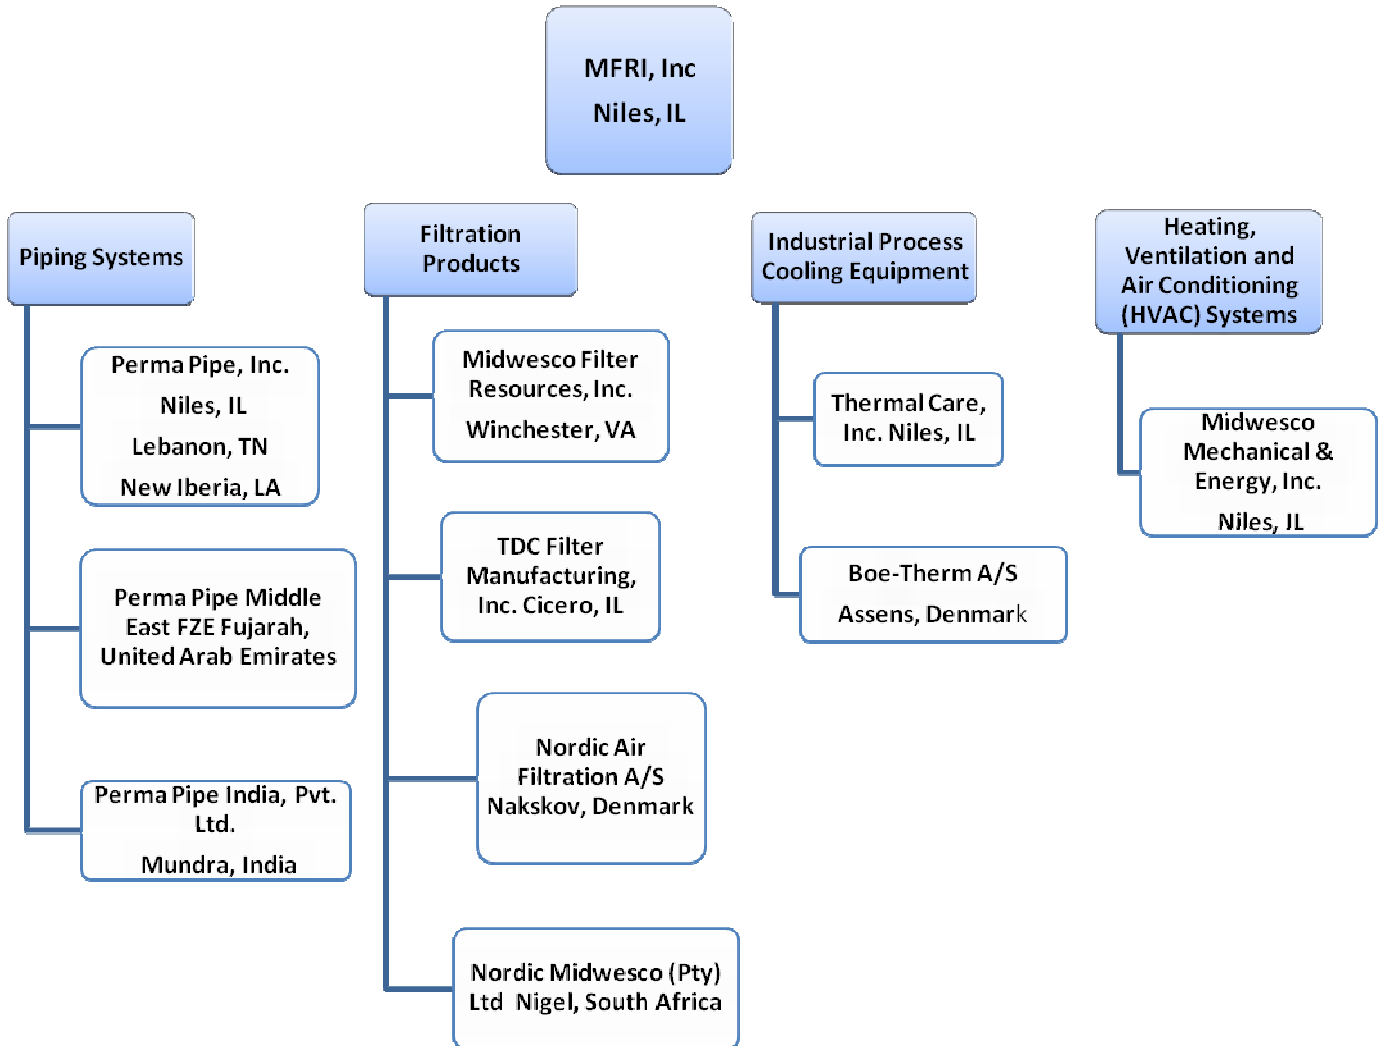 MFRI, Inc
Niles, IL
Piping Systems
Perma Pipe, Inc.
Niles, IL
Lebanon, TN
New Iberia, LA
Perma Pipe Middle
East FZE Fujarah,
United Arab Emirates
Perma Pipe India, Pvt.
Ltd.
Mundra, India
Filtration
Products
Midwesco Filter
Resources, Inc.
Winchester, VA
TDC Filter
Manufacturing,
Inc. Cicero, IL
Nordic Air
Filtration A/S
Nakskov, Denmark
Nordic Midwesco (Pty)
Ltd  Nigel, South Africa
Industrial Process
Cooling Equipment
Thermal Care,
Inc. Niles, IL
Boe-Therm A/S
Assens, Denmark
Heating,
Ventilation and
Air Conditioning
(HVAC) Systems
Midwesco
Mechanical &
Energy, Inc.
Niles, IL